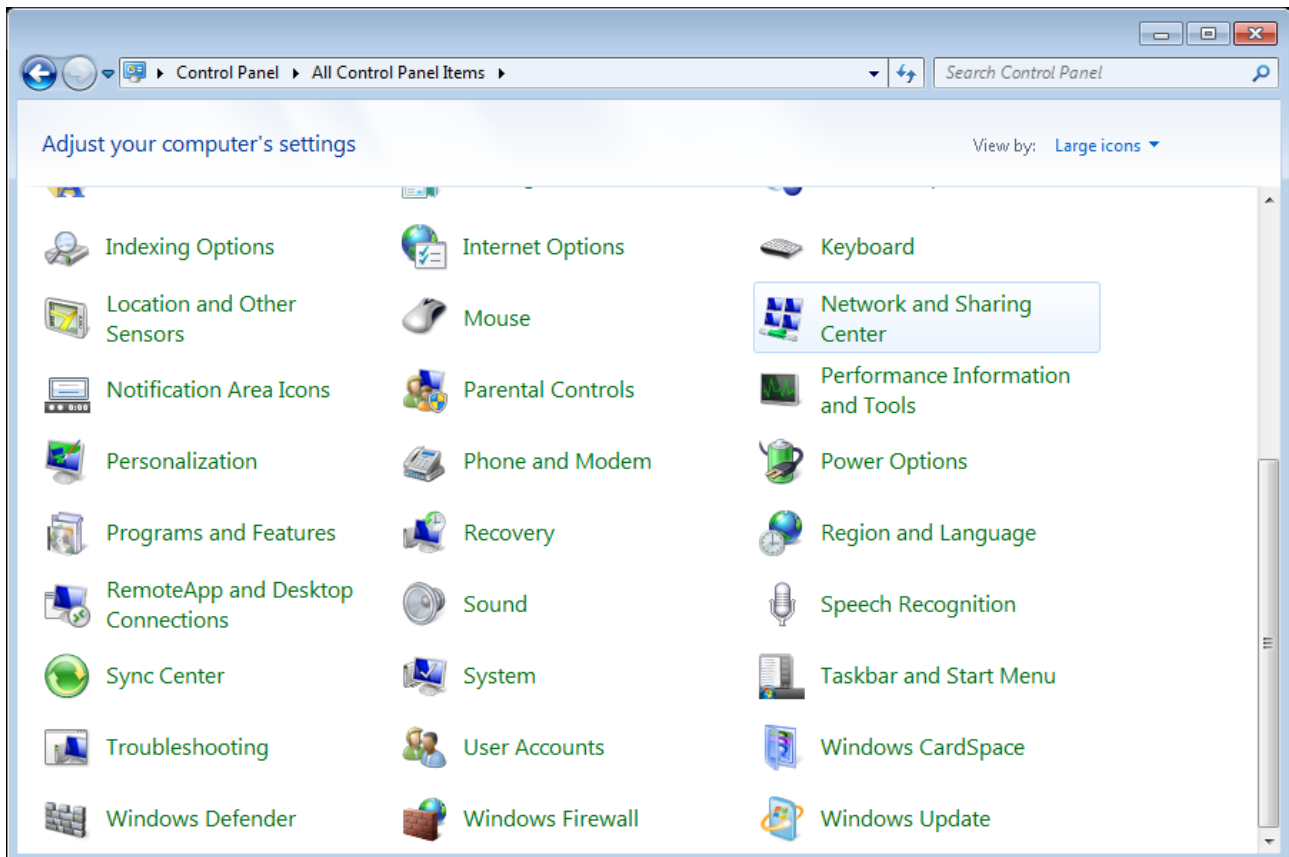 Control Panel All Control Panel Items
Search Control Panel
Adjust your computer's settings
View by: Large icons
Indexing Options
Internet Options
Keyboard
Location and Other
Sensors
Mouse
Network and Sharing
Center
Notification Area Icons
Parental Controls
Performance Information
and Tools
Personalization
Phone and Modem
Power Options
Programs and Features
Recovery
Region and Language
RemoteApp and Desktop
Connections
Sound
Speech Recognition
Sync Center
System
Taskbar and Start Menu
Troubleshooting
User Accounts
Windows CardSpace
Windows Defender
Windows Firewall
Windows Update